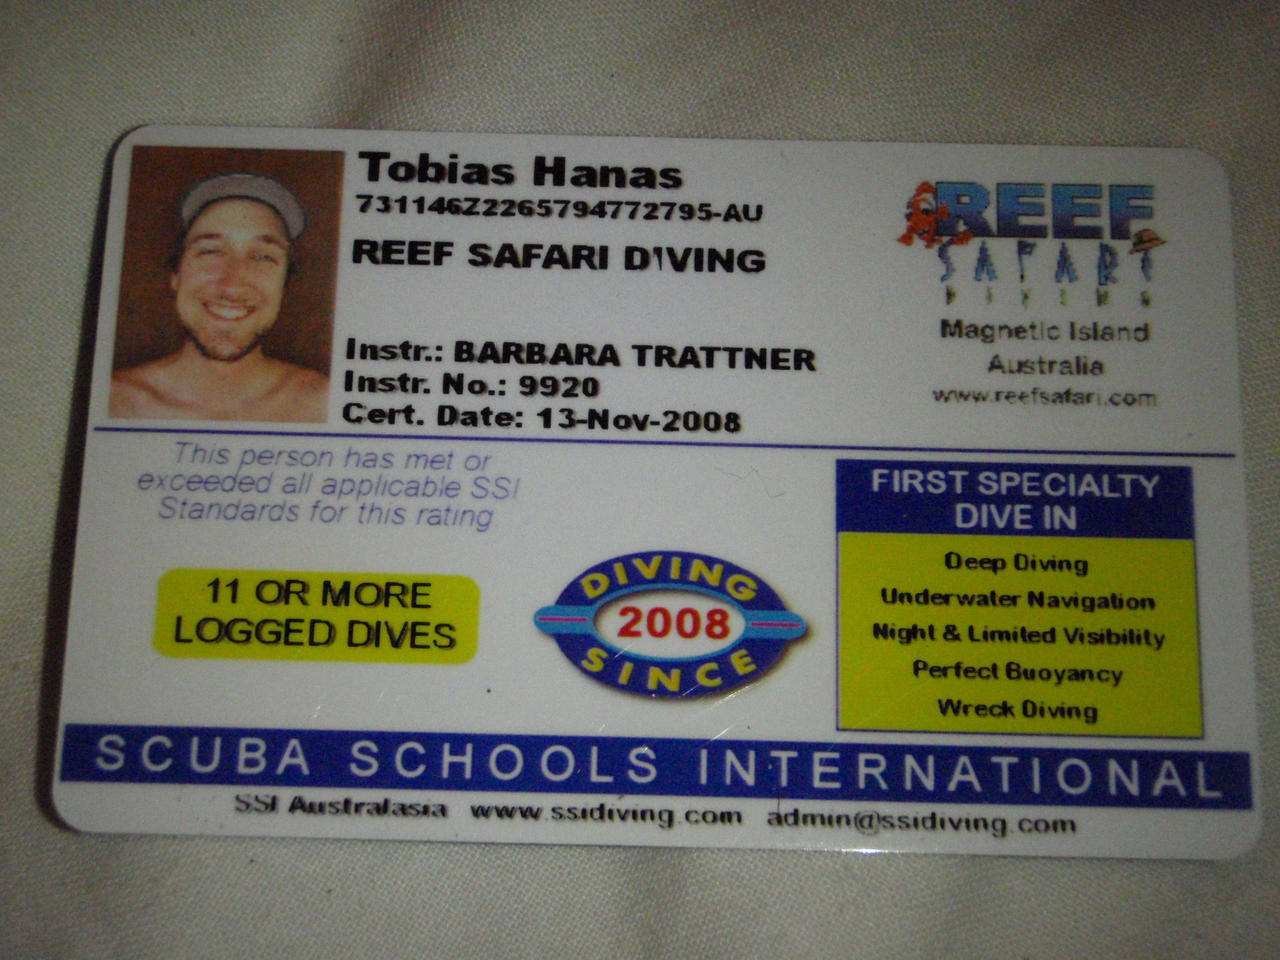 Tobias Hanas
731146Z2265794772795-AU
REEF SAFARI DIVING
Instr.: BARBARA TRATTNER
Instr. No.: 9920
Cert. Date: 13-Nov-2008
REEF
SAFARI
DIVING
Magnetic Island
Australia
www.reefsafari.com
This person has met or
exceeded all applicable SSI
Standards for this rating
11 OR MORE
LOGGED DIVES
DIVING
2008
SINCE
FIRST SPECIALTY
DIVE IN
Deep Diving
Underwater Navigation
Night & Limited Visibility
Perfect Buoyancy
Wreck Diving
SCUBA SCHOOLS INTERNATIONAL
SSI Australasia www.ssidiving.com admin@ssidiving.com